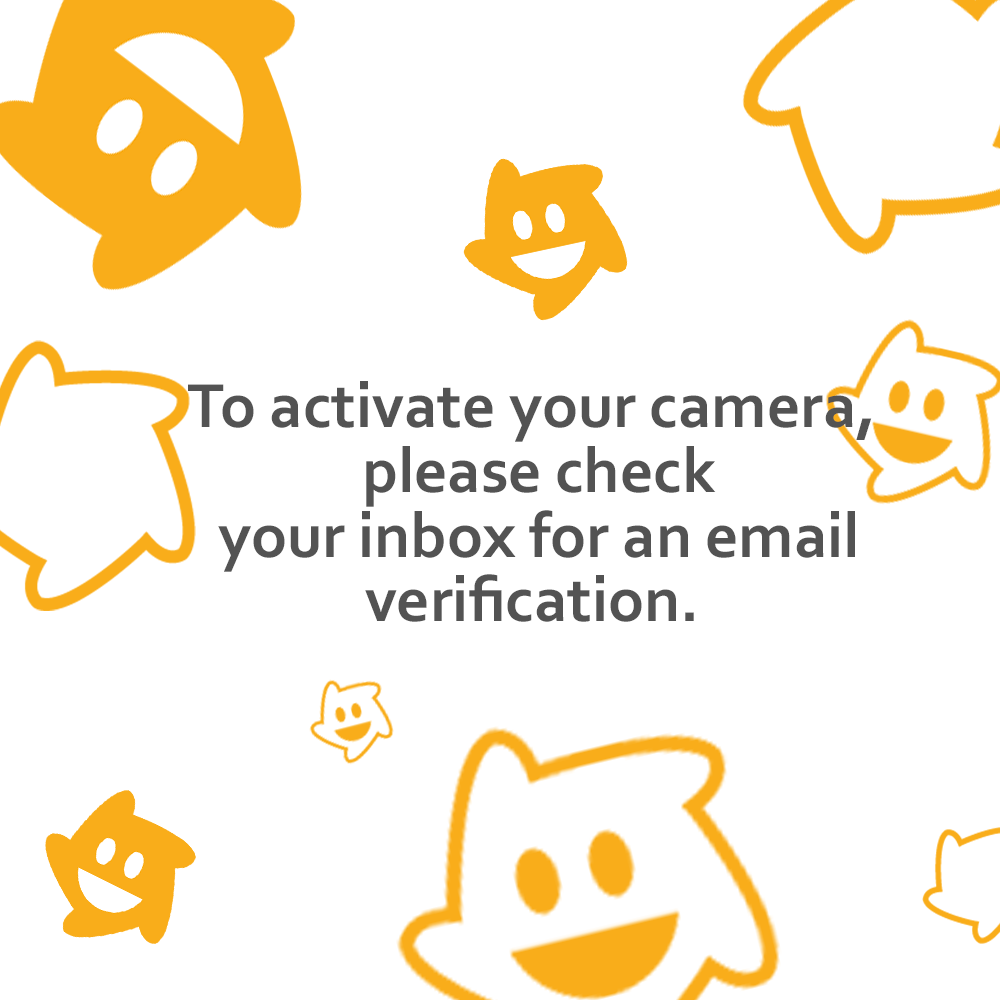 To activate your camera,
please check
your inbox for an email
verification.